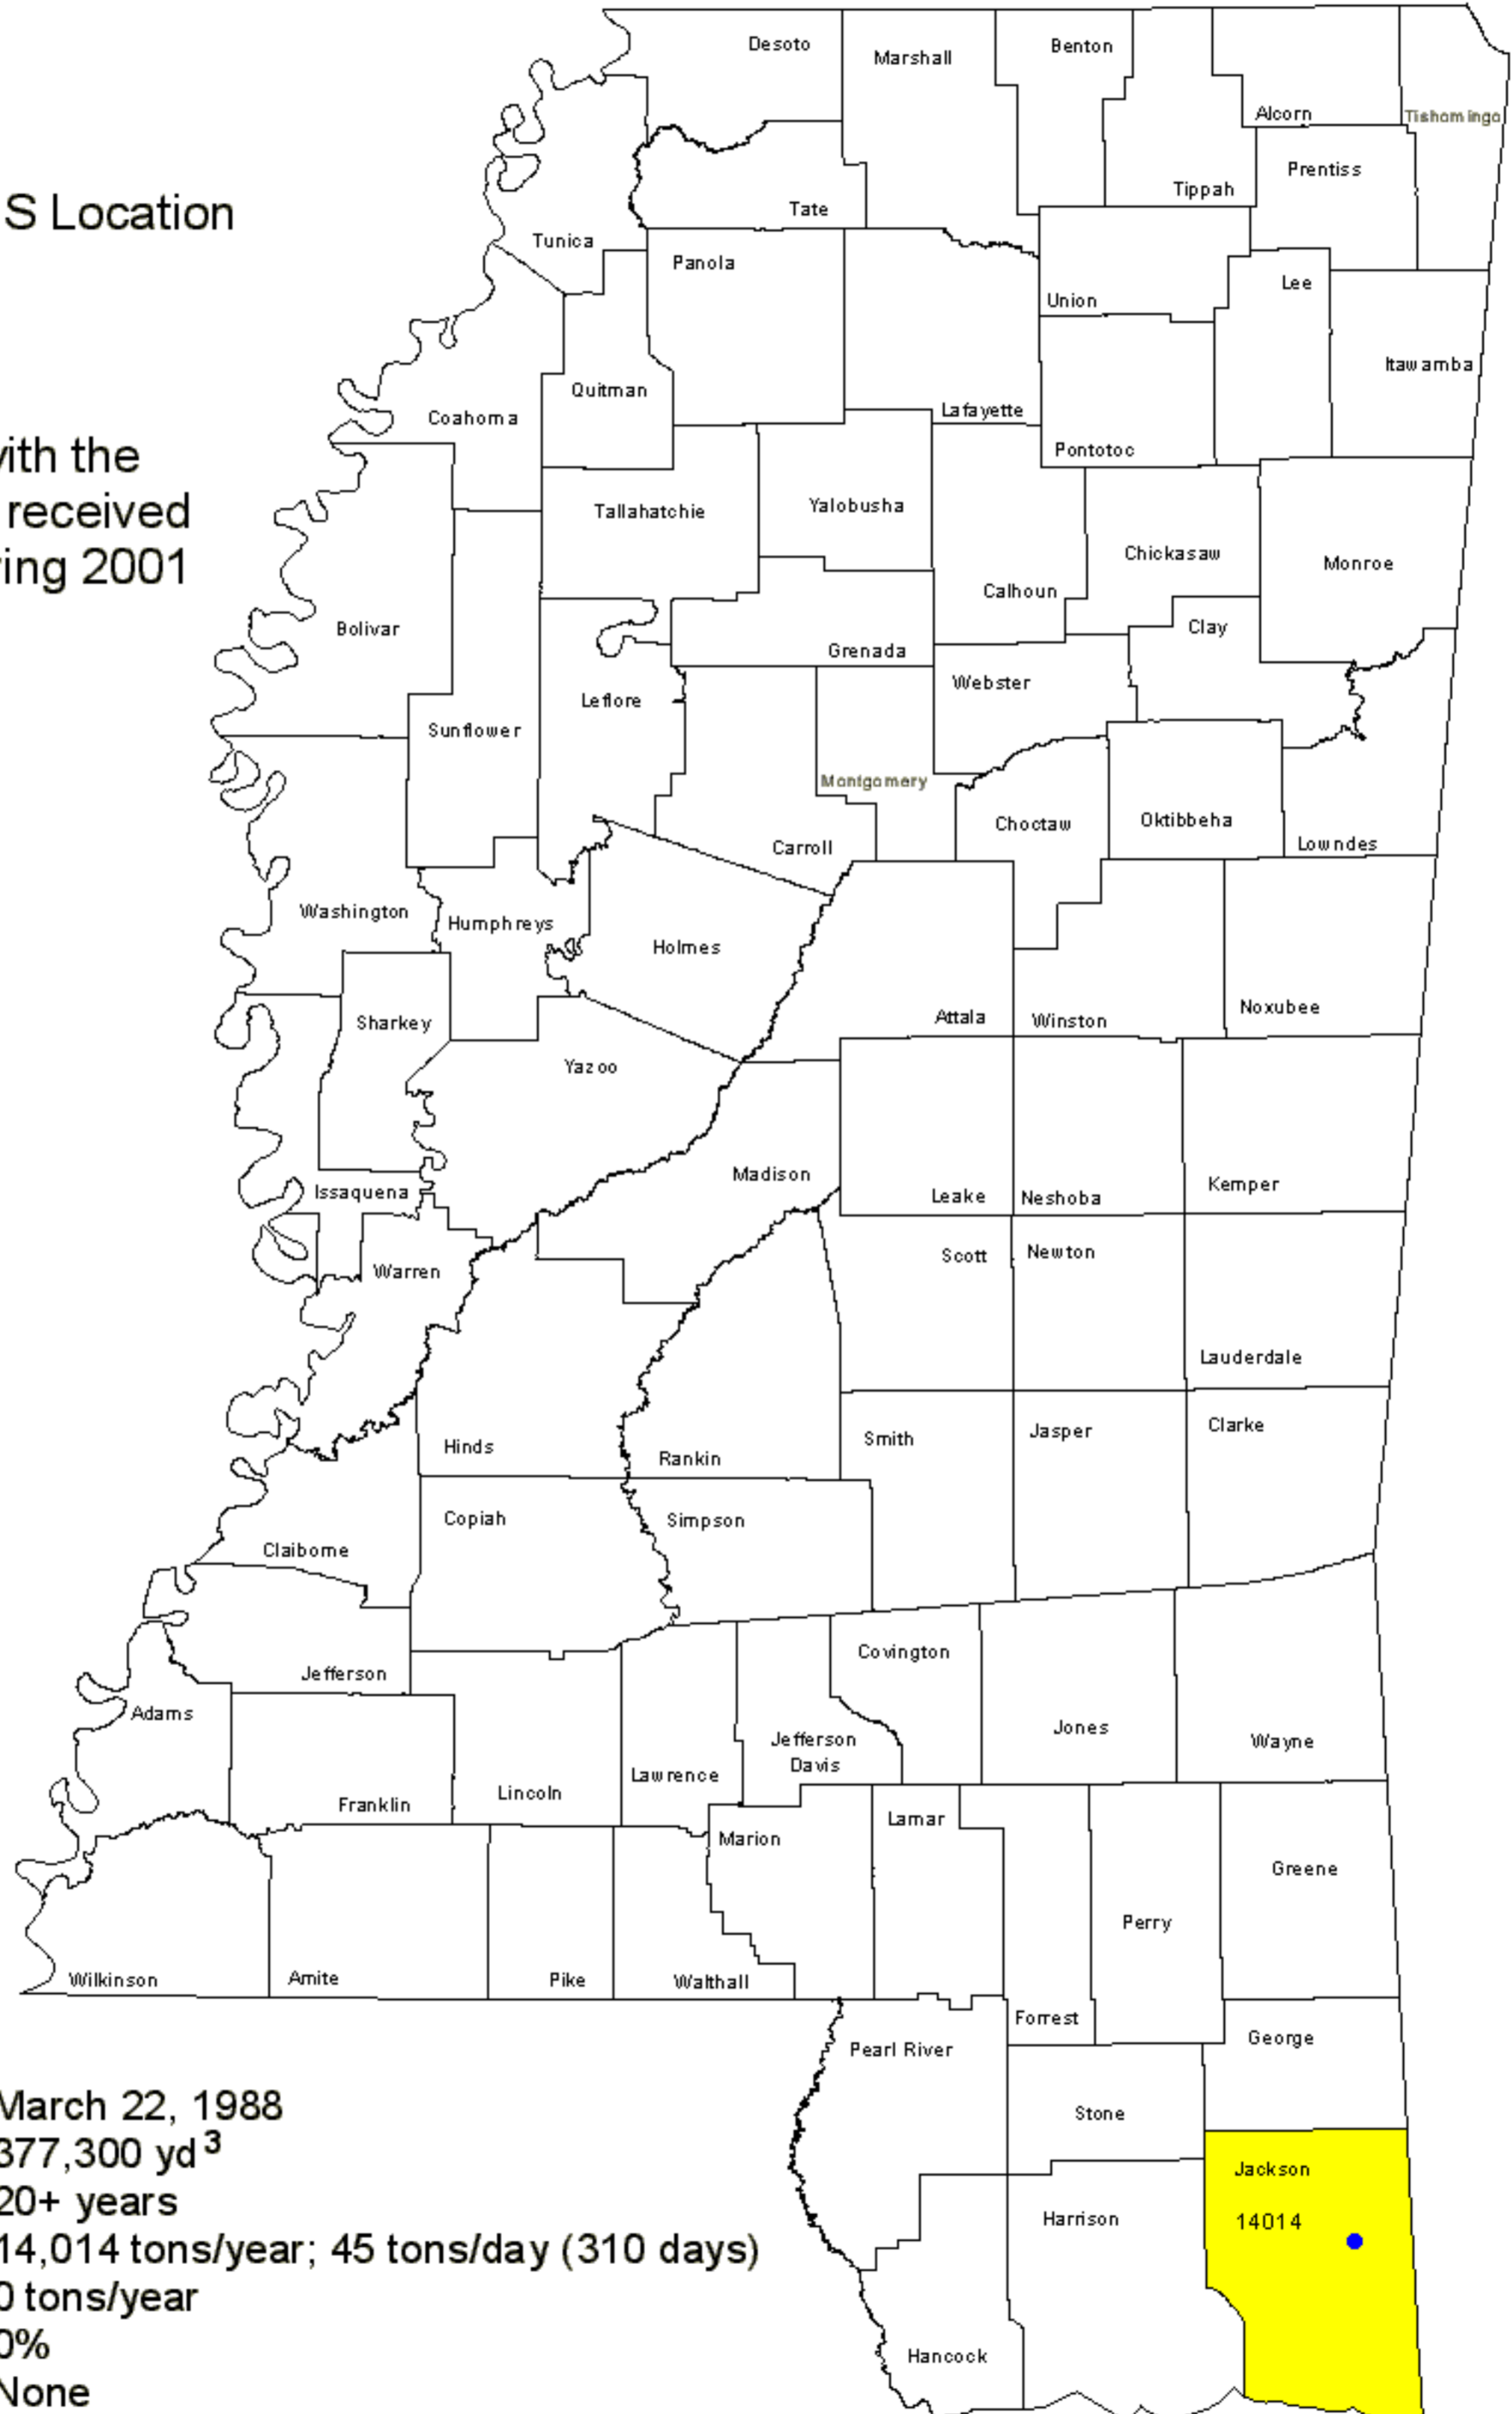 Desoto
Marshall
Benton
Alcorn
Tishomingo
Prentiss
Tippah
Tate
S Location
Tunica
Panola
Lee
Union
Itawamba
Quitman
Coahoma
Lafayette
Pontotoc
ith the
received
ing 2001
Tallahatchie
Yalobusha
Chickasaw
Monroe
Calhoun
Clay
Bolivar
Grenada
Webster
Leflore
Sunflower
Montgomery
Choctaw
Oktibbeha
Lowndes
Carroll
Washington
Humphreys
Holmes
Sharkey
Attala
Winston
Noxubee
Yazoo
Madison
Issaquena
Leake
Neshoba
Kemper
Warren
Scott
Newton
Lauderdale
Hinds
Rankin
Smith
Jasper
Clarke
Copiah
Simpson
Claiborne
Jefferson
Covington
Adams
Jefferson
Davis
Jones
Wayne
Lawrence
Lincoln
Franklin
Marion
Lamar
Greene
Perry
Wilkinson
Amite
Pike
Walthall
Forrest
George
Pearl River
Stone
Jackson
14014
Harrison
Hancock
March 22, 1988
377,300 yd³
20+ years
14,014 tons/year; 45 tons/day (310 days)
0 tons/year
0%
None